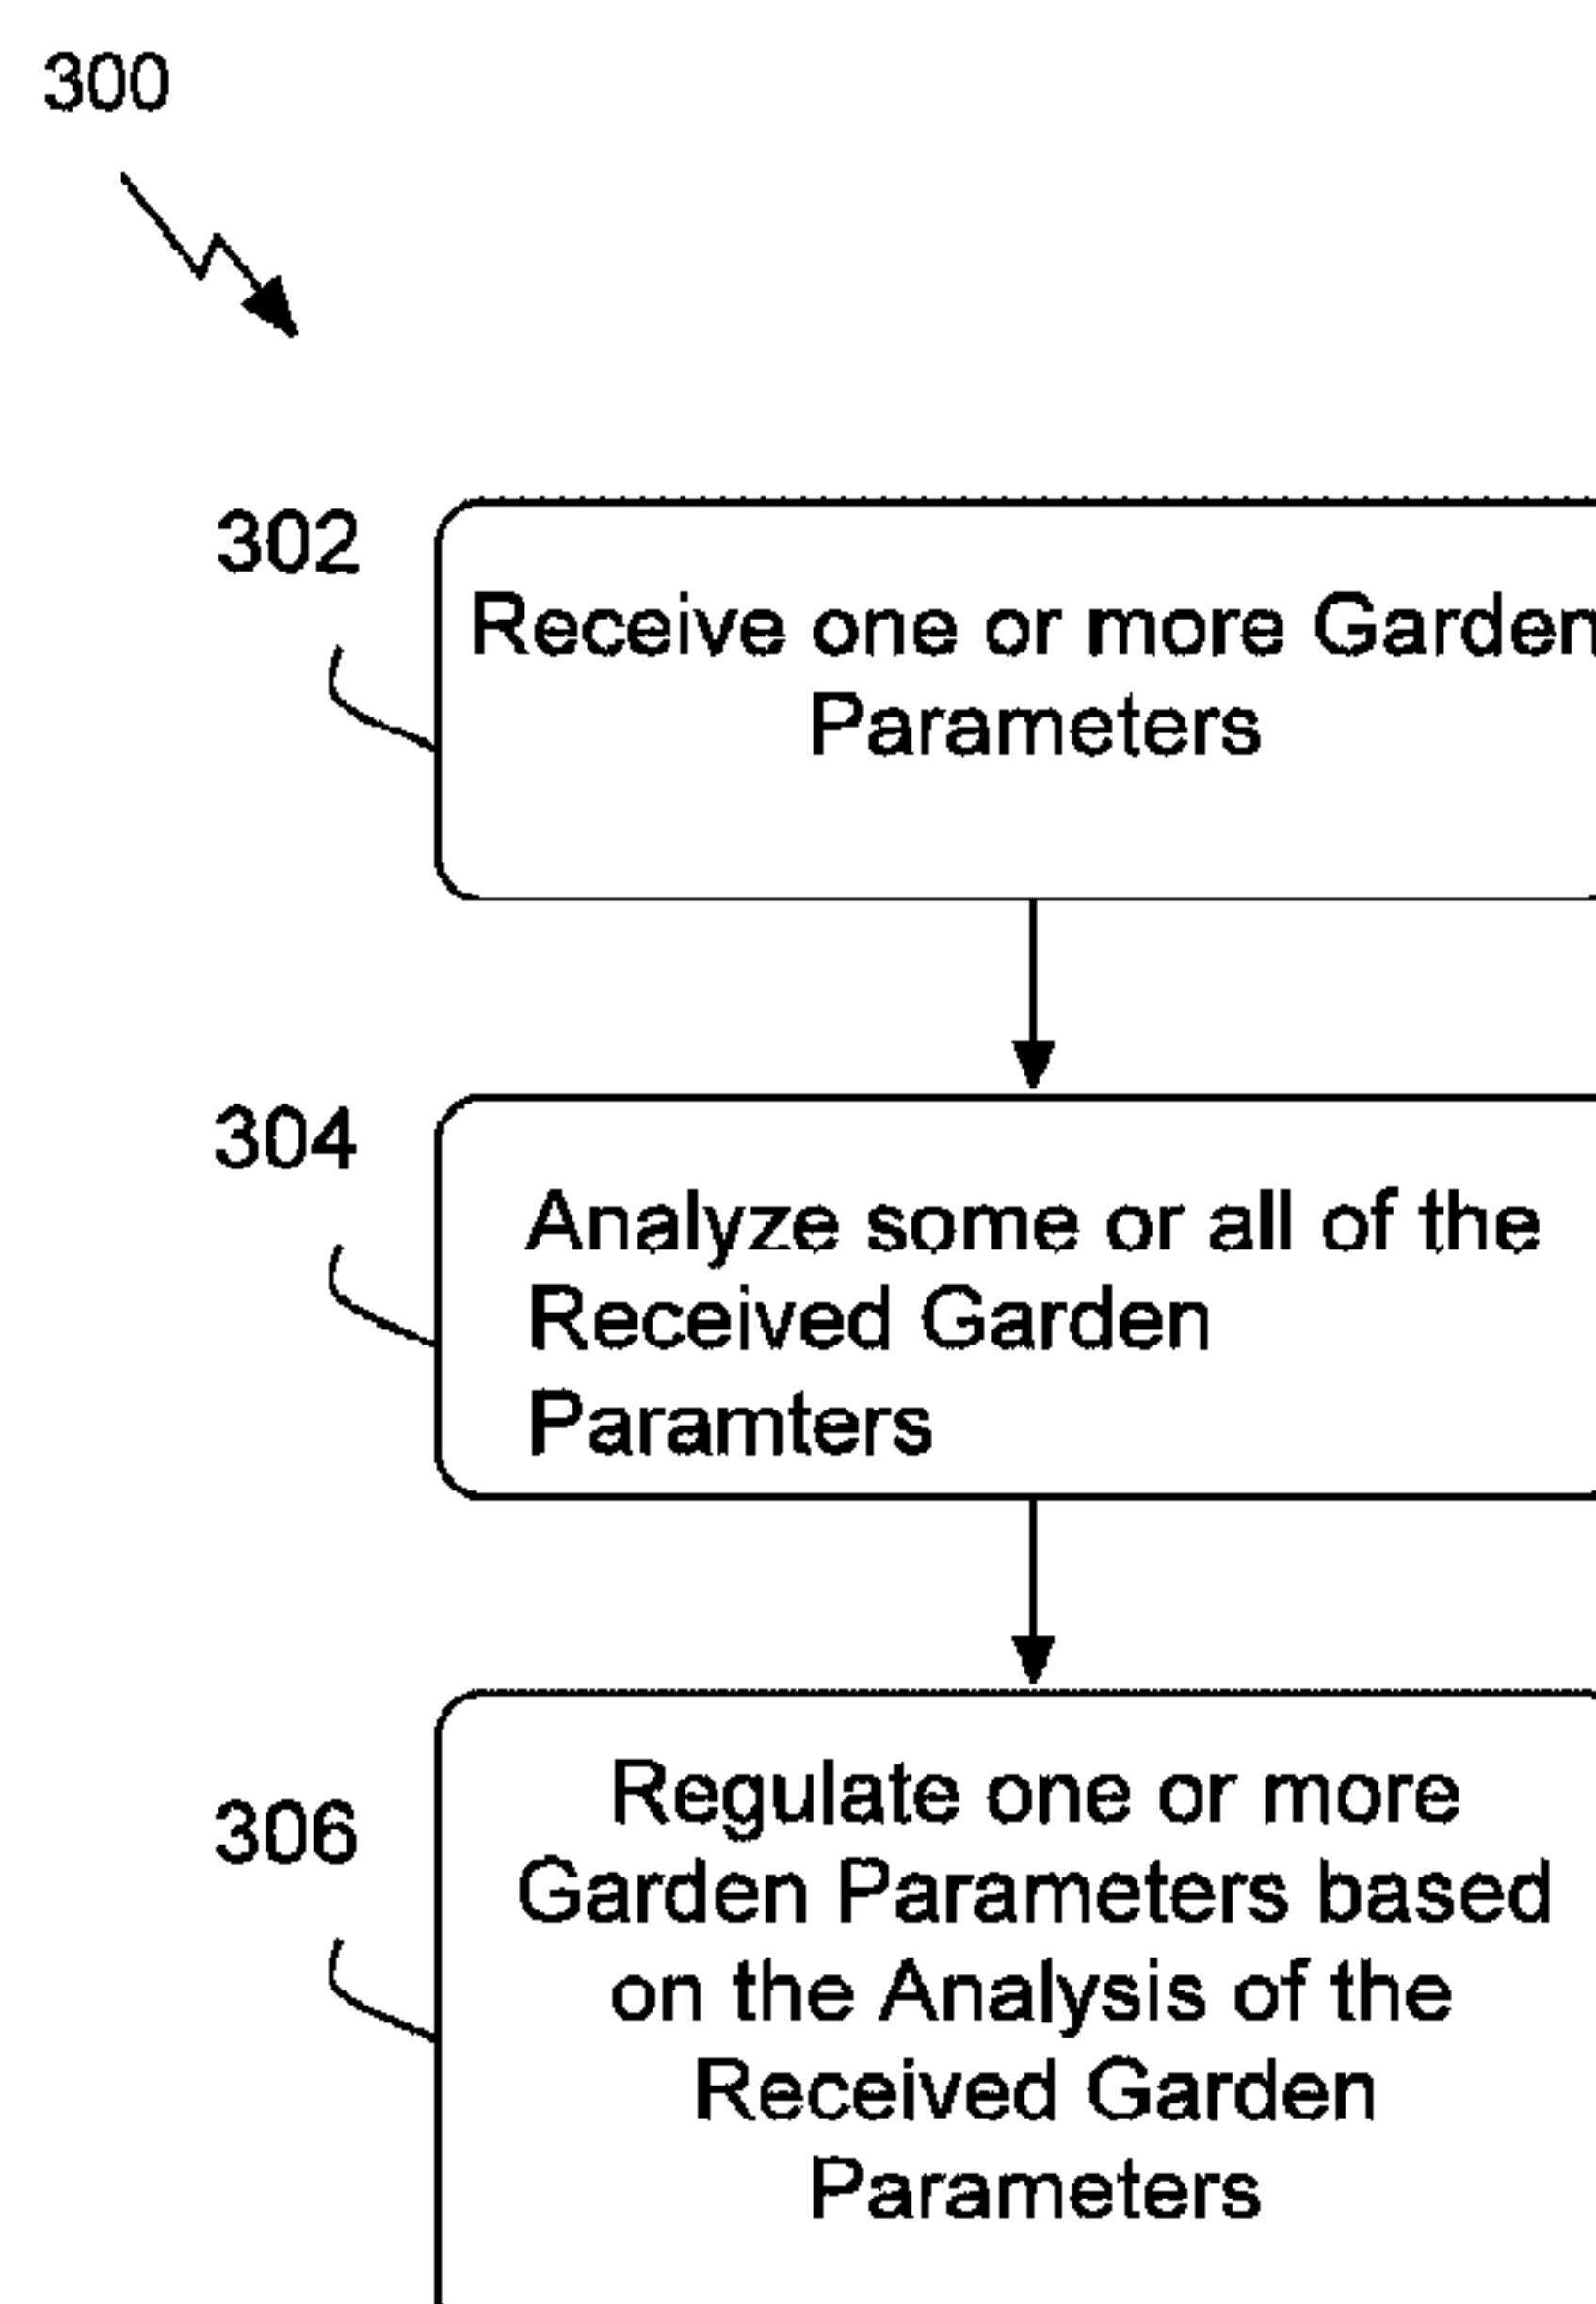 300
302
Receive one or more Garden
Parameters
304
Analyze some or all of the
Received Garden
Paramters
306
Regulate one or more
Garden Parameters based
on the Analysis of the
Received Garden
Parameters